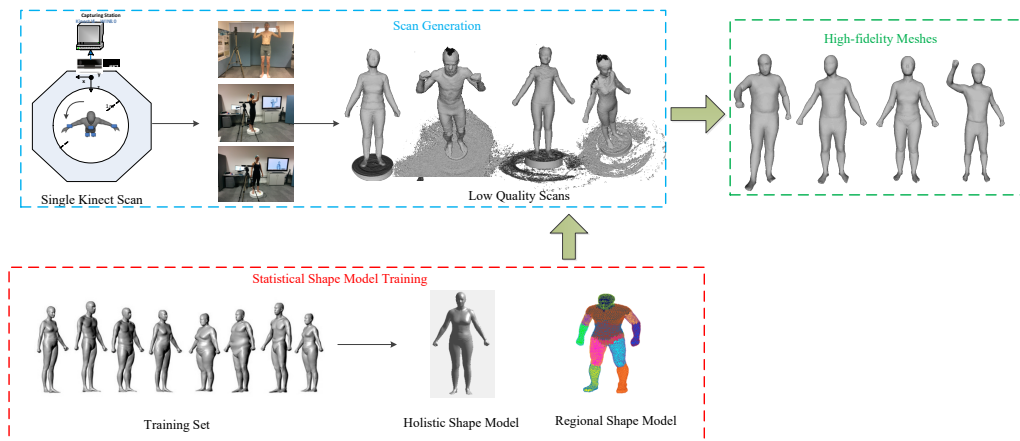 Scan Generation
Capturing Station
Single Kinect Scan
Low Quality Scans
High-fidelity Meshes
Statistical Shape Model Training
Training Set
Holistic Shape Model
Regional Shape Model